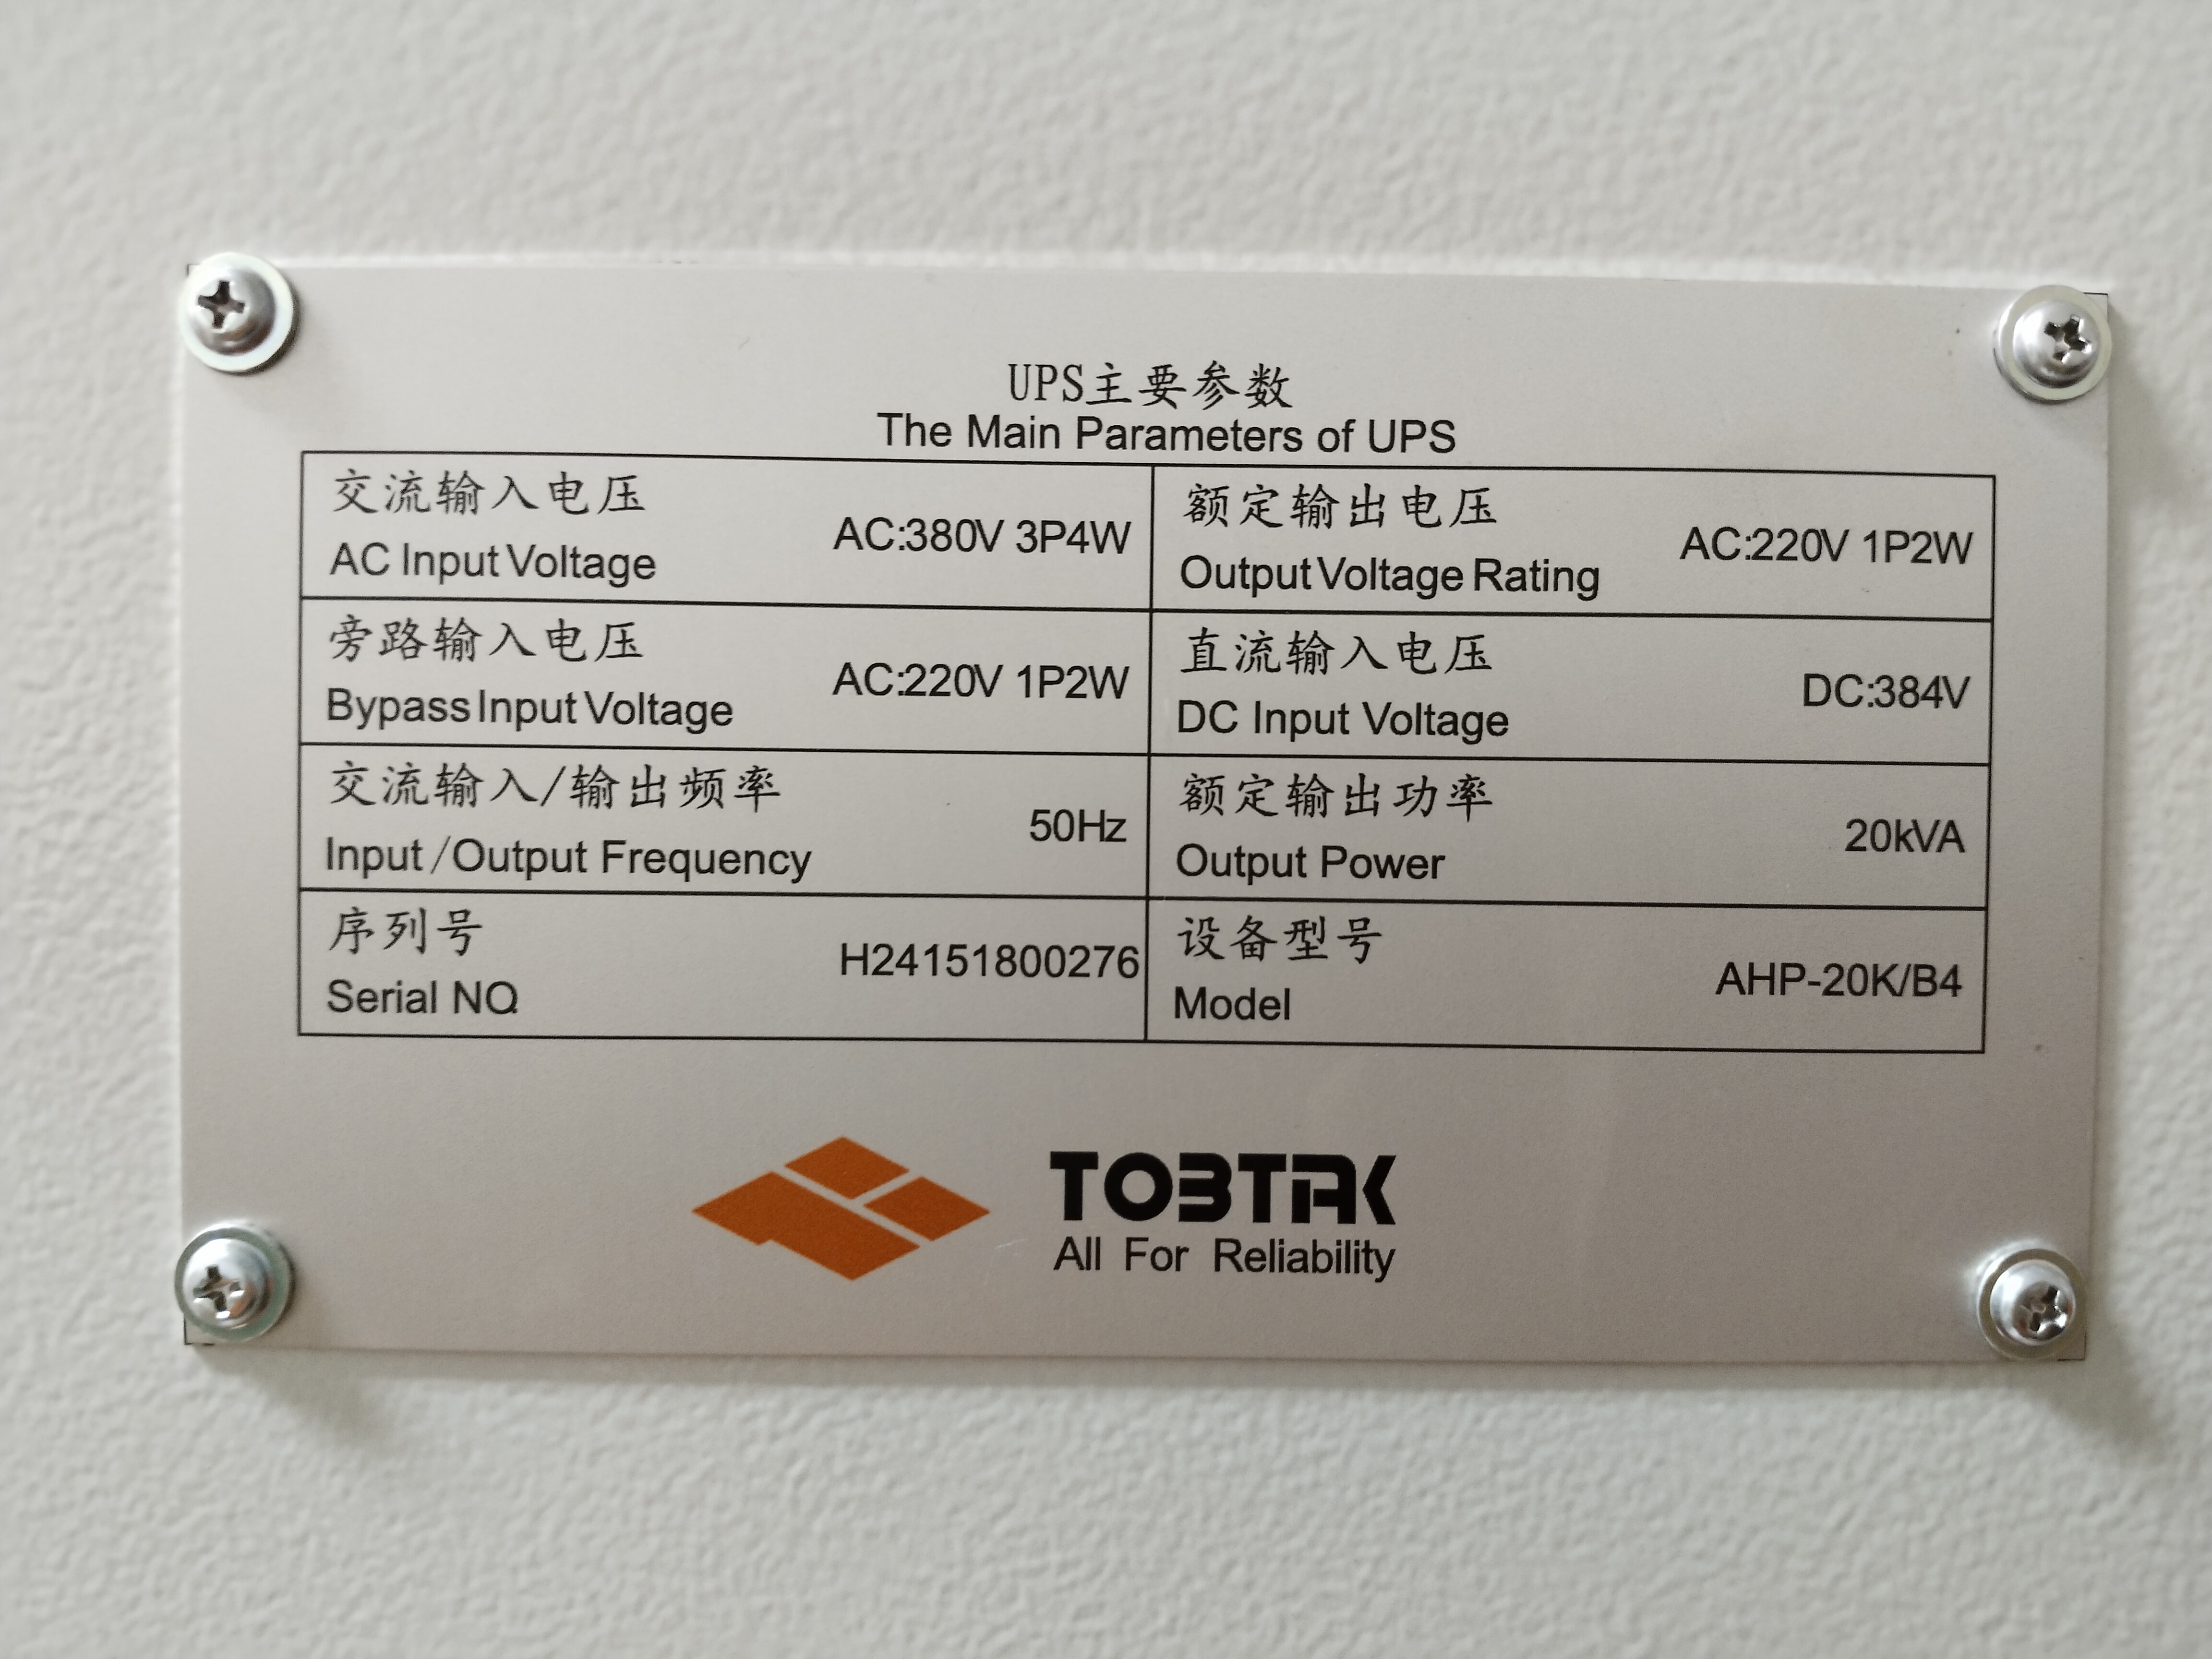 UPS主要参数
The Main Parameters of UPS
交流输入电压
AC Input Voltage
AC:380V 3P4W
额定输出电压
Output Voltage Rating
AC:220V 1P2W
旁路输入电压
Bypass Input Voltage
AC:220V 1P2W
直流输入电压
DC Input Voltage
DC:384V
交流输入/输出频率
Input/Output Frequency
50Hz
额定输出功率
Output Power
20kVA
序列号
Serial NO.
H24151800276
设备型号
Model
AHP-20K/B4
TOBTAK
All For Reliability